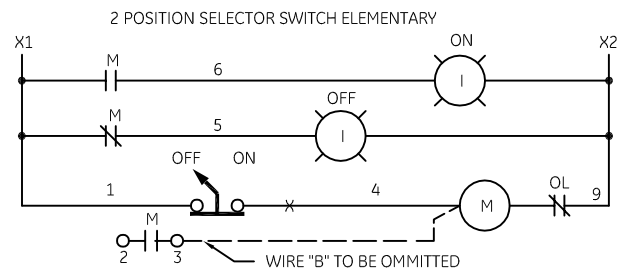 2 POSITION SELECTOR SWITCH ELEMENTARY
X1
X2
M
6
ON
I
M
5
OFF
I
OFF ON
1
X
4
M
OL
9
M
2
3
WIRE "B" TO BE OMMITTED